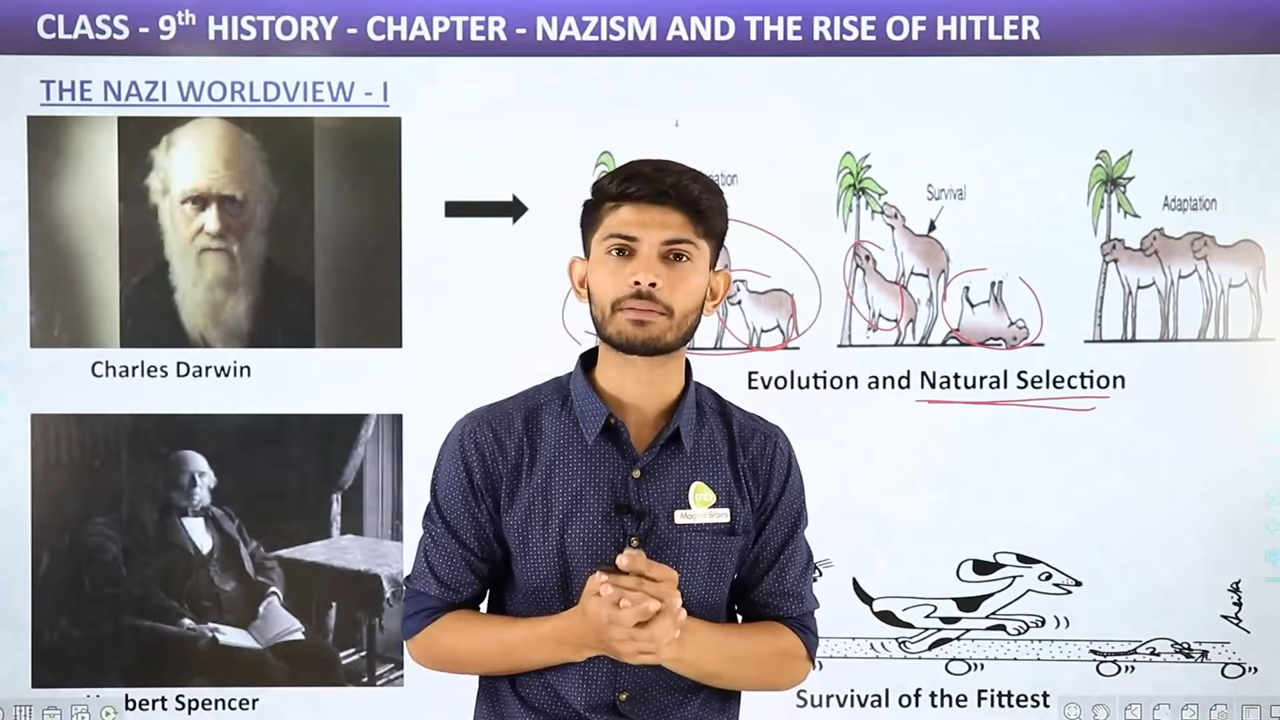 CLASS - 9th HISTORY - CHAPTER - NAZISM AND THE RISE OF HITLER
THE NAZI WORLDVIEW - I
Survival
Adaptation
Charles Darwin
Evolution and Natural Selection
bert Spencer
Survival of the Fittest